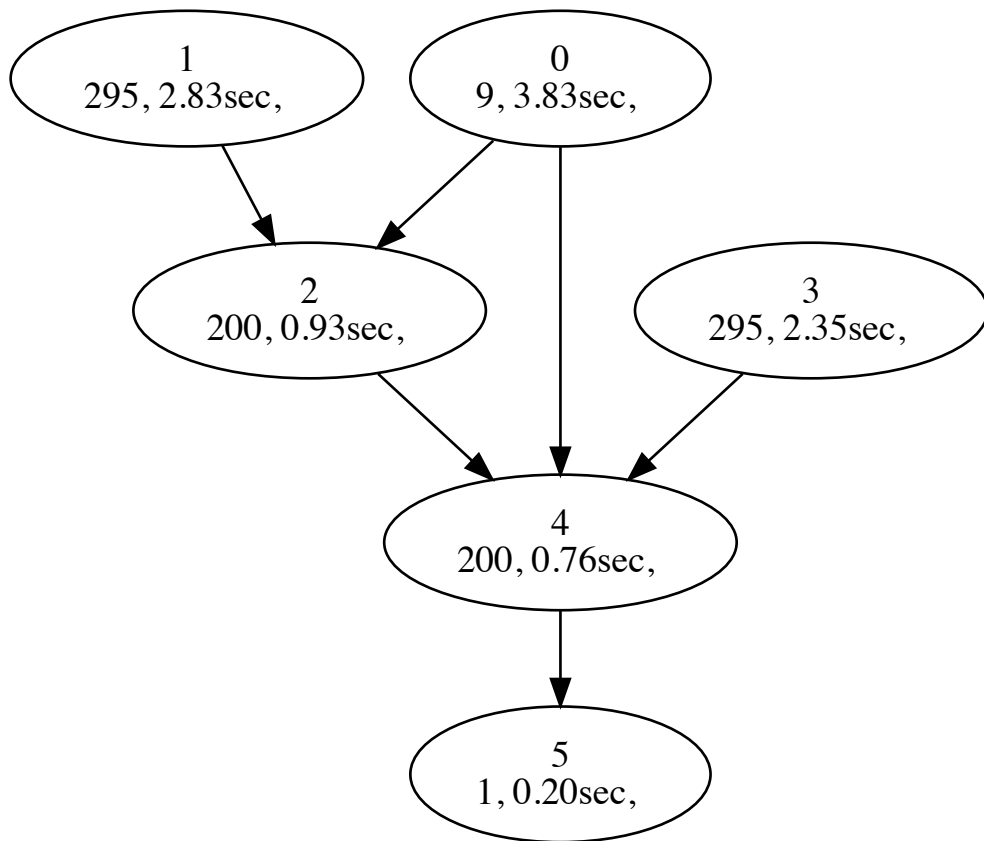 1
295, 2.83sec,
0
9, 3.83sec,
2
200, 0.93sec,
3
295, 2.35sec,
4
200, 0.76sec,
5
1, 0.20sec,